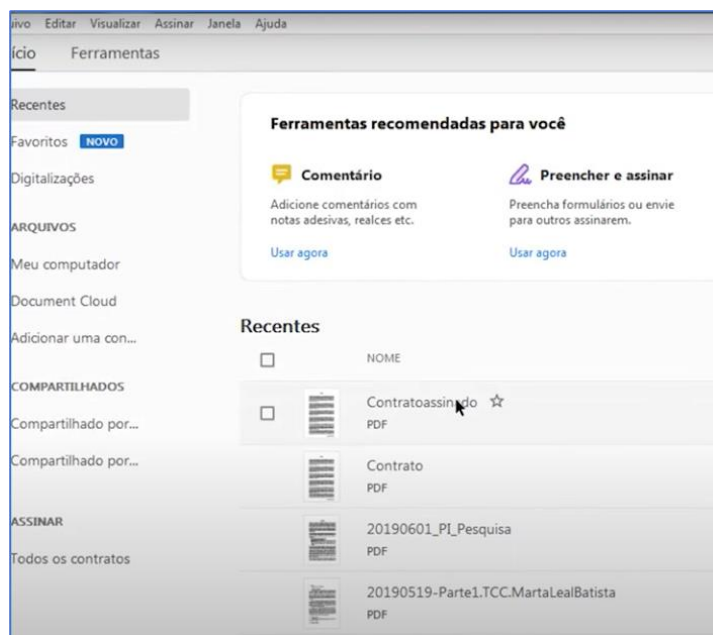 ivo Editar Visualizar Assinar Janela Ajuda
ício Ferramentas
Recentes
Favoritos NOVO
Digitalizações
ARQUIVOS
Meu computador
Document Cloud
Adicionar uma con...
COMPARTILHADOS
Compartilhado por...
Compartilhado por...
ASSINAR
Todos os contratos
Ferramentas recomendadas para você
Comentário
Adicione comentários com
notas adesivas, realces etc.
Usar agora
Preencher e assinar
Preencha formulários ou envie
para outros assinarem.
Usar agora
Recentes
NOME
Contratoassinado
PDF
Contrato
PDF
20190601_PI_Pesquisa
PDF
20190519-Parte1.TCC.MartaLealBatista
PDF